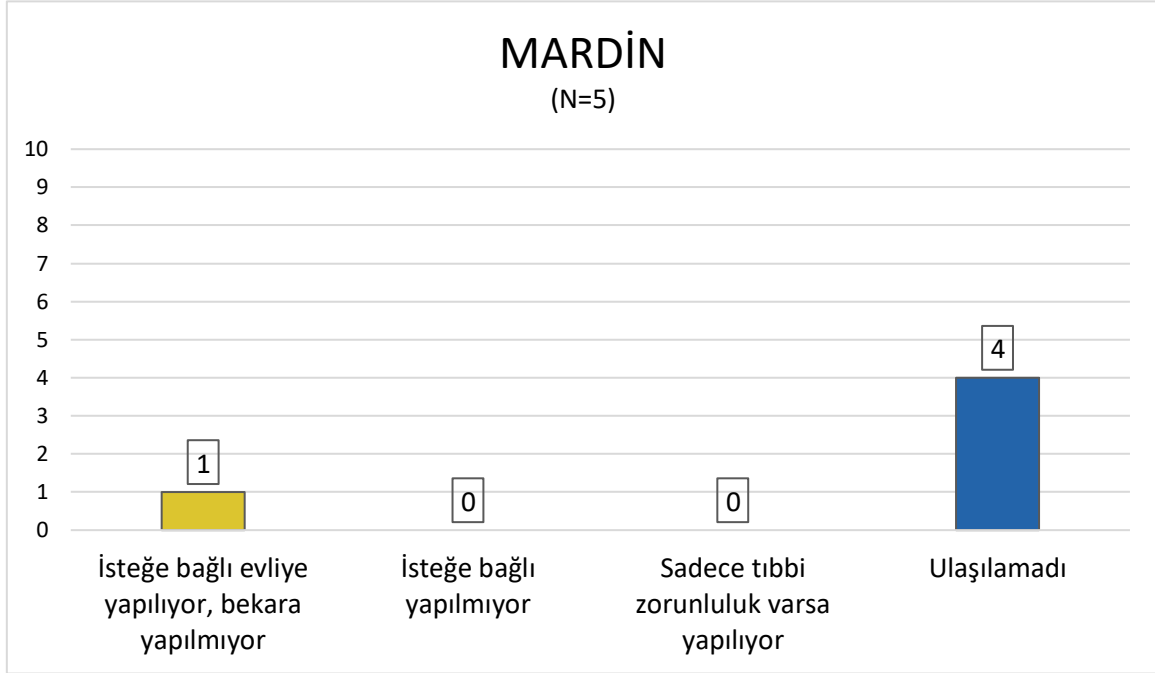 MARDİN
(N=5)
10
9
8
7
6
5
4
3
2
1
0
1
0
0
4
İsteğe bağlı evliye
yapılıyor, bekara
yapılmıyor
İsteğe bağlı
yapılmıyor
Sadece tıbbi
zorunluluk varsa
yapılıyor
Ulaşılamadı